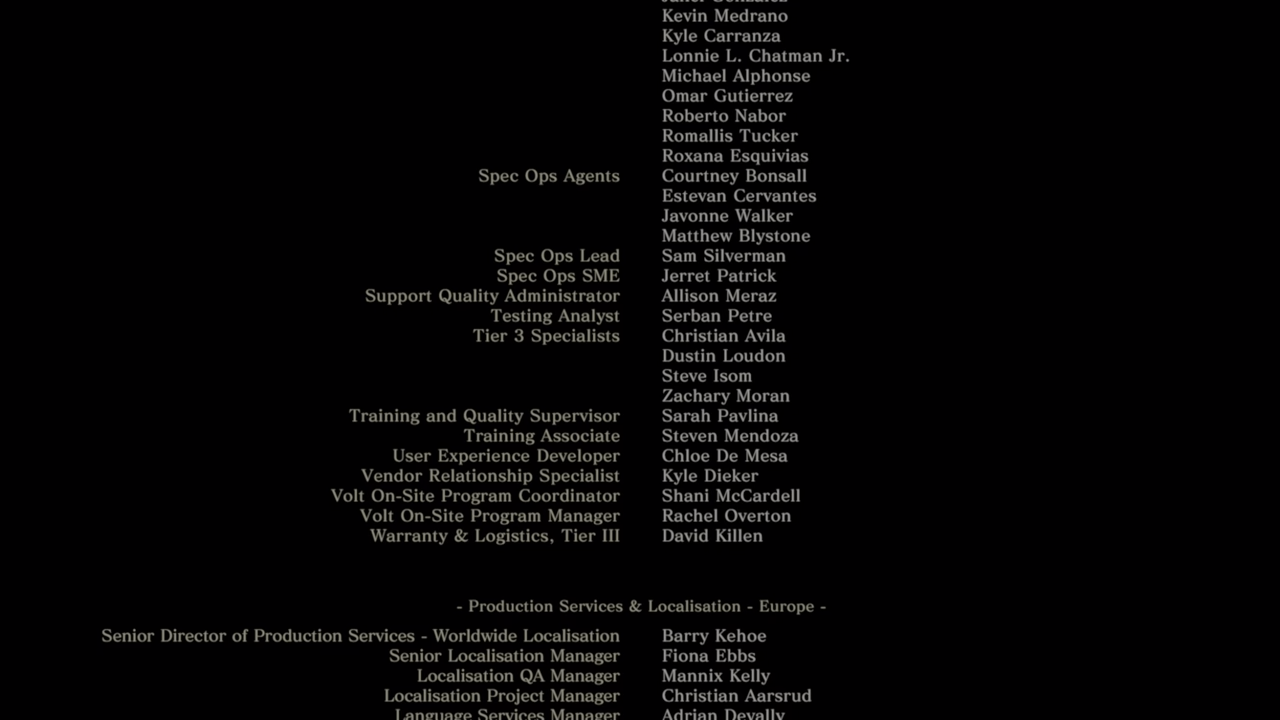 Kevin Medrano
Kyle Carranza
Lonnie L. Chatman Jr.
Michael Alphonse
Omar Gutierrez
Roberto Nabor
Romallis Tucker
Roxana Esquivias
Spec Ops Agents Courtney Bonsall
Estevan Cervantes
Javonne Walker
Matthew Blystone
Spec Ops Lead Sam Silverman
Spec Ops SME Jerret Patrick
Support Quality Administrator Allison Meraz
Testing Analyst Serban Petre
Tier 3 Specialists Christian Avila
Dustin Loudon
Steve Isom
Zachary Moran
Training and Quality Supervisor Sarah Pavlina
Training Associate Steven Mendoza
User Experience Developer Chloe De Mesa
Vendor Relationship Specialist Kyle Dieker
Volt On-Site Program Coordinator Shani McCardell
Volt On-Site Program Manager Rachel Overton
Warranty & Logistics, Tier III David Killen
- Production Services & Localisation - Europe -
Senior Director of Production Services - Worldwide Localisation Barry Kehoe
Senior Localisation Manager Fiona Ebbs
Localisation QA Manager Mannix Kelly
Localisation Project Manager Christian Aarsrud
Language Services Manager Adrian Devally